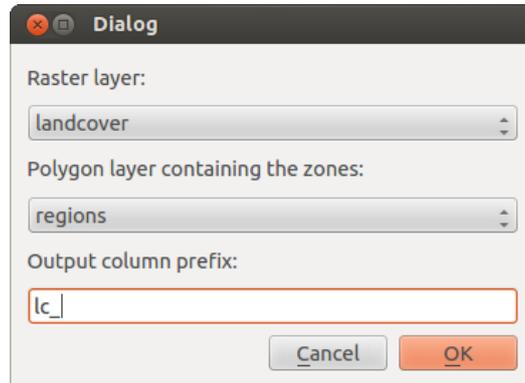 Dialog
Raster layer:
landcover
Polygon layer containing the zones:
regions
Output column prefix:
lc_
Cancel OK